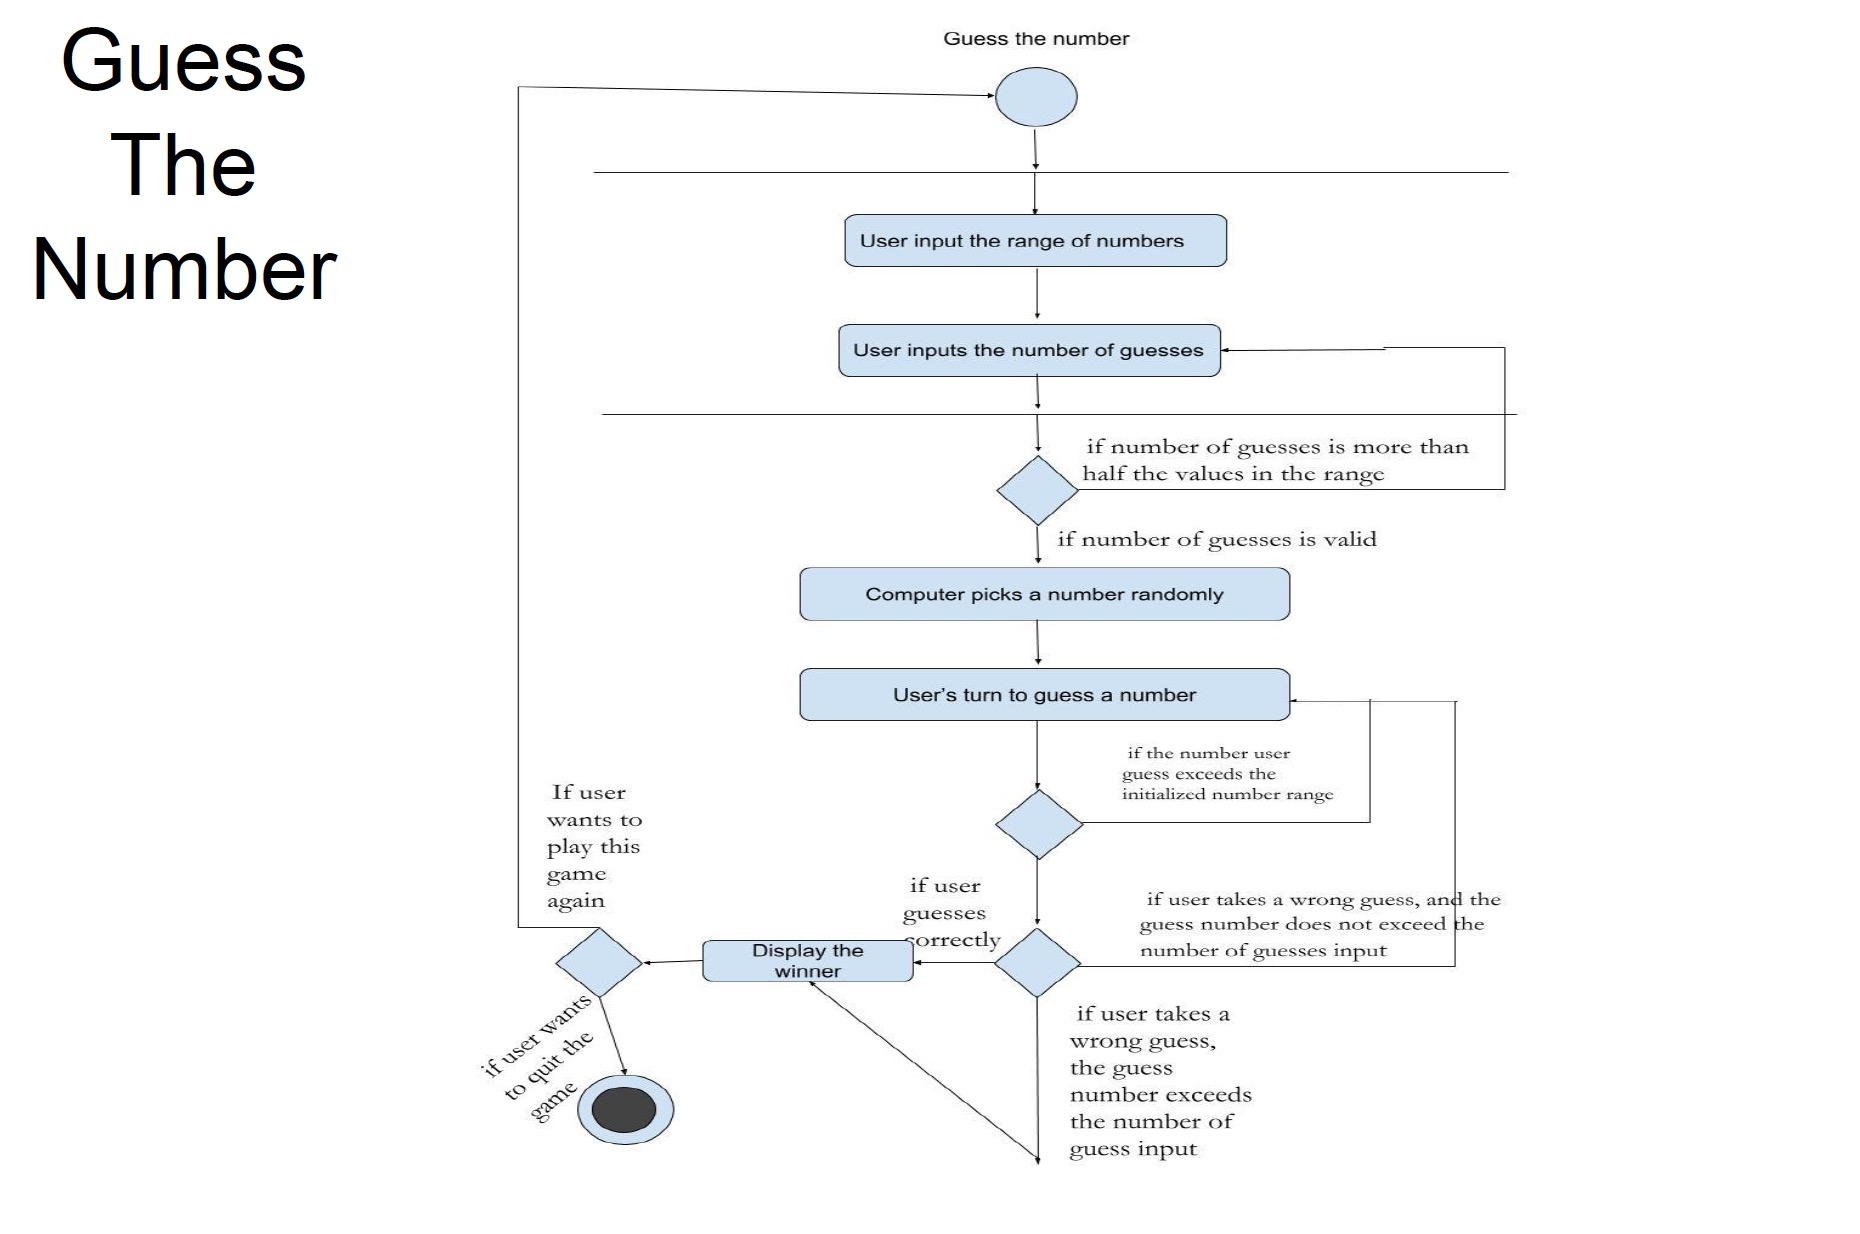 Guess
The
Number
Guess the number
User input the range of numbers
User inputs the number of guesses
if number of guesses is more than
half the values in the range
if number of guesses is valid
Computer picks a number randomly
User’s turn to guess a number
if the number user
guess exceeds the
initialized number range
If user
wants to
play this
game
again
if user
guesses
correctly
if user takes a wrong guess, and the
guess number does not exceed the
number of guesses input
Display the
winner
if user wants
to quit the
game
if user takes a
wrong guess,
the guess
number exceeds
the number of
guess input